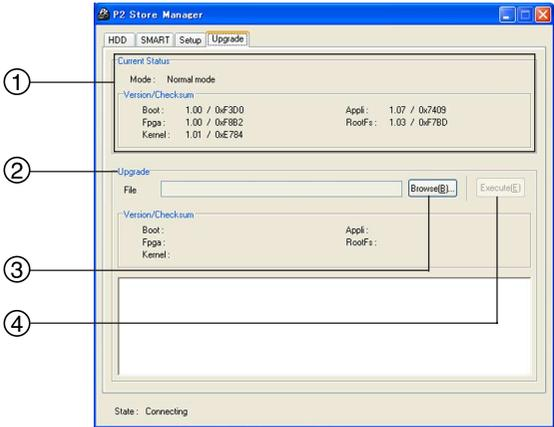 P2 Store Manager
HDD SMART Setup Upgrade
Current Status
1
Mode : Normal mode
Version/Checksum
Boot : 1.00 / 0xF3D0 Appli : 1.07 / 0x7409
Fpga : 1.00 / 0xF8B2 RootFs : 1.03 / 0xF7BD
Kernel : 1.01 / 0xE784
2
Upgrade
File Browse(B)... Execute(E)
Version/Checksum
Boot : Appli :
Fpga : RootFs :
Kernel :
3
4
State : Connecting